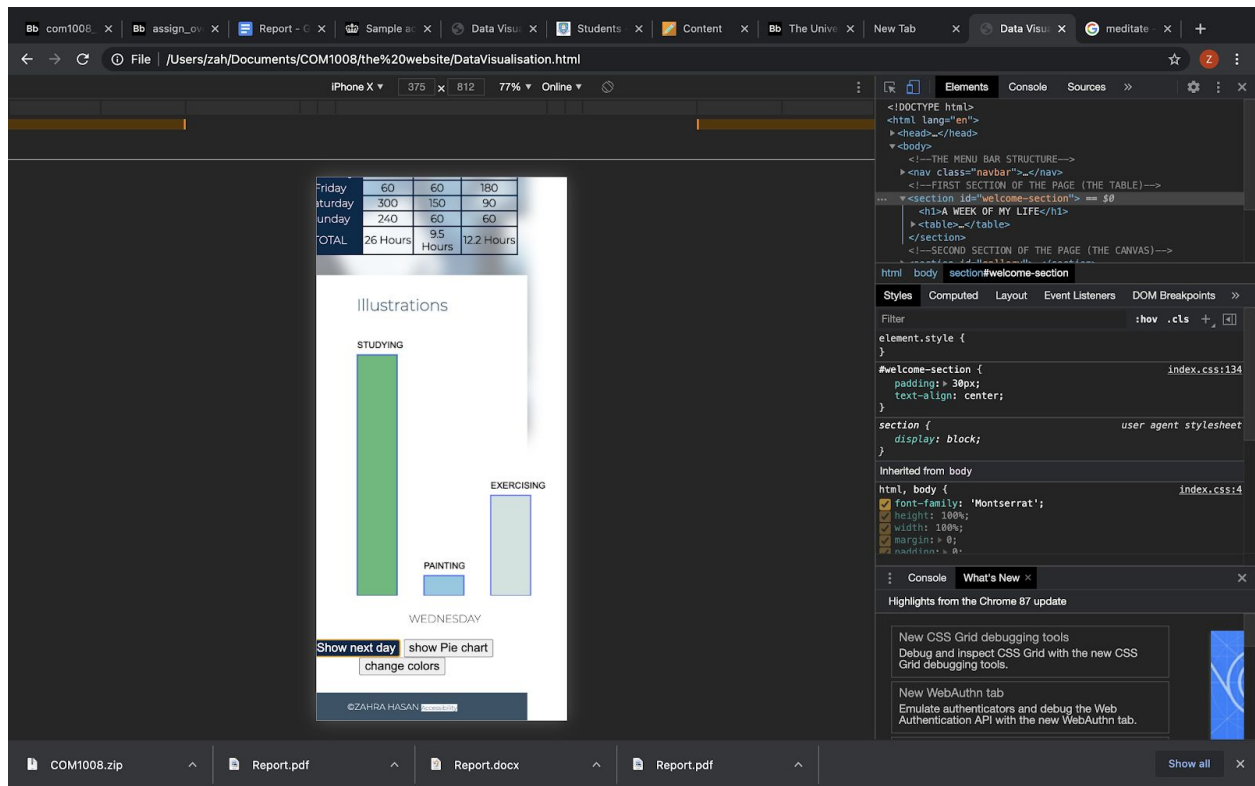 Bb com1008_ X Bb assign_ov X Report - G X Sample ac X Data Visu X Students X Content X Bb The Unive X New Tab X Data Visu X meditate - X +
File | /Users/zah/Documents/COM1008/the%20website/DataVisualisation.html Z
iPhone X ▼ 375 x 812 77% ▼ Online ▼
Friday 60 60 180
aturday 300 150 90
unday 240 60 60
TOTAL 26 Hours 9.5 Hours 12.2 Hours
Illustrations
STUDYING
EXERCISING
PAINTING
WEDNESDAY
Show next day show Pie chart
change colors
©ZAHRA HASAN Accessibility
Elements Console Sources »
<!DOCTYPE html>
<html lang="en">
▶<head>…</head>
▼<body>
<!--THE MENU BAR STRUCTURE-->
▶<nav class="navbar">…</nav>
<!--FIRST SECTION OF THE PAGE (THE TABLE)-->
… ▼<section id="welcome-section"> == $0
<h1>A WEEK OF MY LIFE</h1>
▶<table>…</table>
</section>
<!--SECOND SECTION OF THE PAGE (THE CANVAS)-->
html body section#welcome-section
Styles Computed Layout Event Listeners DOM Breakpoints »
Filter :hov .cls +
element.style {
}
#welcome-section { index.css:134
padding:▶ 30px;
text-align: center;
}
section { user agent stylesheet
display: block;
}
Inherited from body
html, body { index.css:4
font-family: 'Montserrat';
height: 100%;
width: 100%;
margin:▶ 0;
padding:▶ 0;
Console What's New ×
Highlights from the Chrome 87 update
New CSS Grid debugging tools
Debug and inspect CSS Grid with the new CSS
Grid debugging tools.
New WebAuthn tab
Emulate authenticators and debug the Web
Authentication API with the new WebAuthn tab.
COM1008.zip Report.pdf Report.docx Report.pdf Show all X